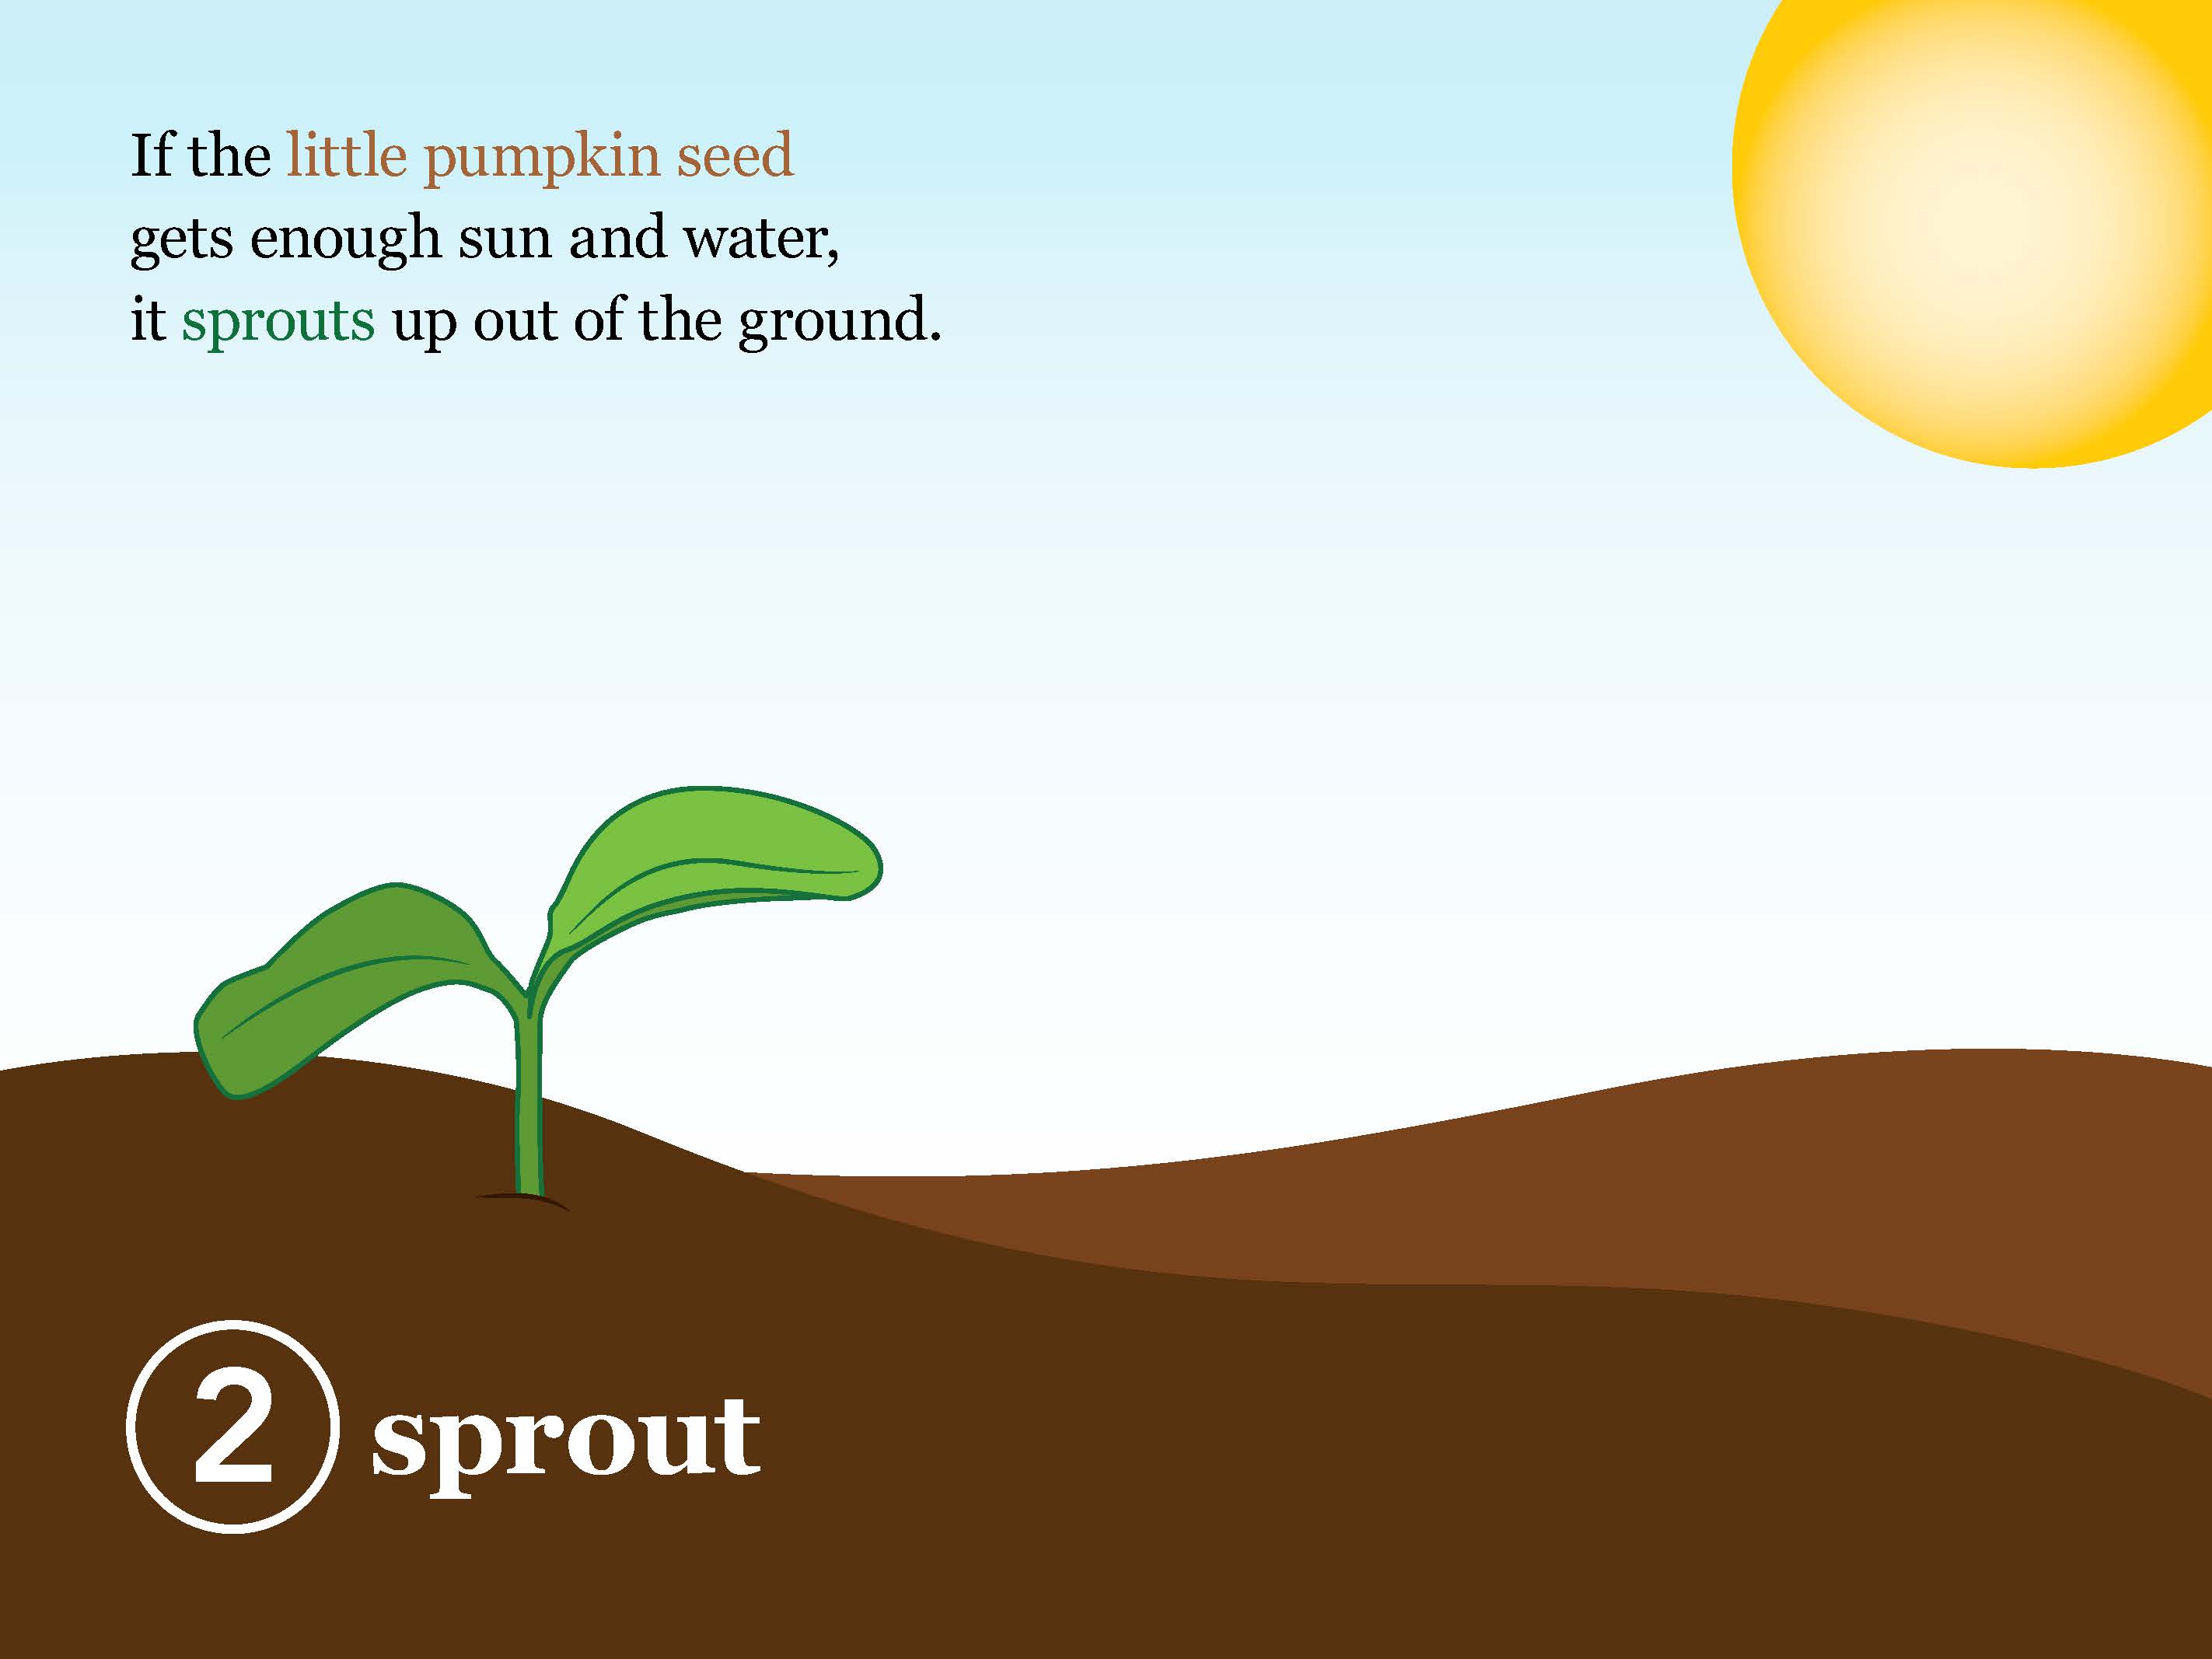 If the little pumpkin seed
gets enough sun and water,
it sprouts up out of the ground.
2 sprout